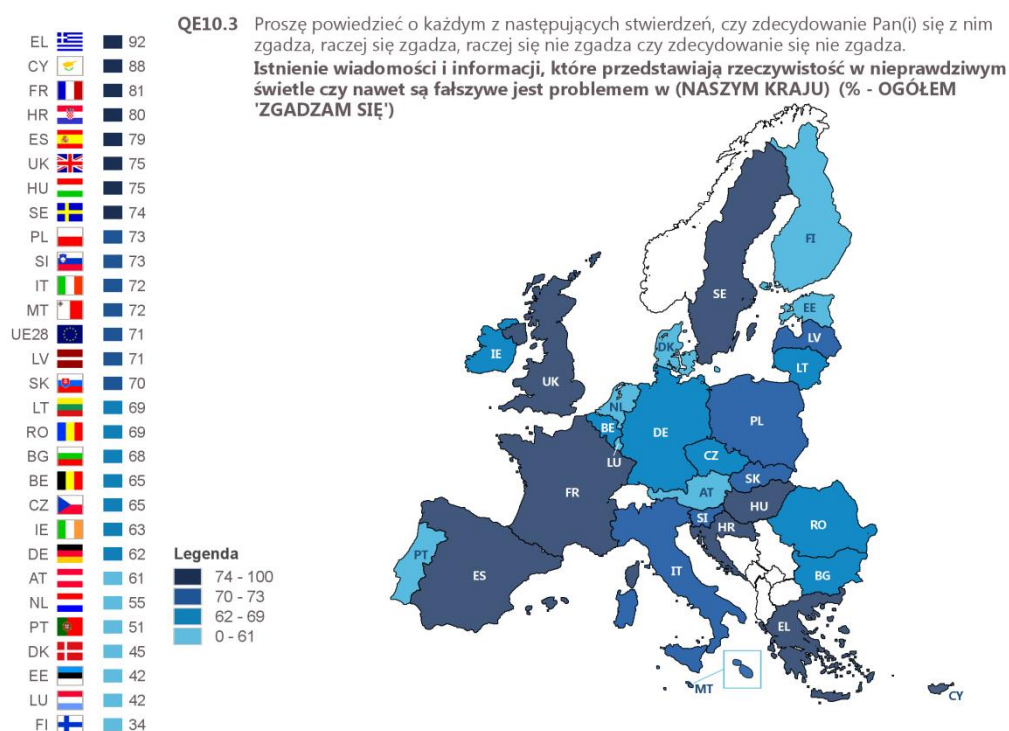 QE10.3 Proszę powiedzieć o każdym z następujących stwierdzeń, czy zdecydowanie Pan(i) się z nim
zgadza, raczej się zgadza, raczej się nie zgadza czy zdecydowanie się nie zgadza.
Istnienie wiadomości i informacji, które przedstawiają rzeczywistość w nieprawdziwym
świetle czy nawet są fałszywe jest problemem w (NASZYM KRAJU) (% - OGÓŁEM
'ZGADZAM SIĘ')
EL 92
CY 88
FR 81
HR 80
ES 79
UK 75
HU 75
SE 74
PL 73
SI 73
IT 72
MT 72
UE28 71
LV 71
SK 70
LT 69
RO 69
BG 68
BE 65
CZ 65
IE 63
DE 62
AT 61
NL 55
PT 51
DK 45
EE 42
LU 42
FI 34
Legenda
74 - 100
70 - 73
62 - 69
0 - 61
FI
SE
EE
LV
LT
DK
IE
UK
NL
BE
DE
PL
LU
CZ
SK
FR
AT
HU
SI
HR
RO
PT
ES
IT
BG
EL
MT
CY